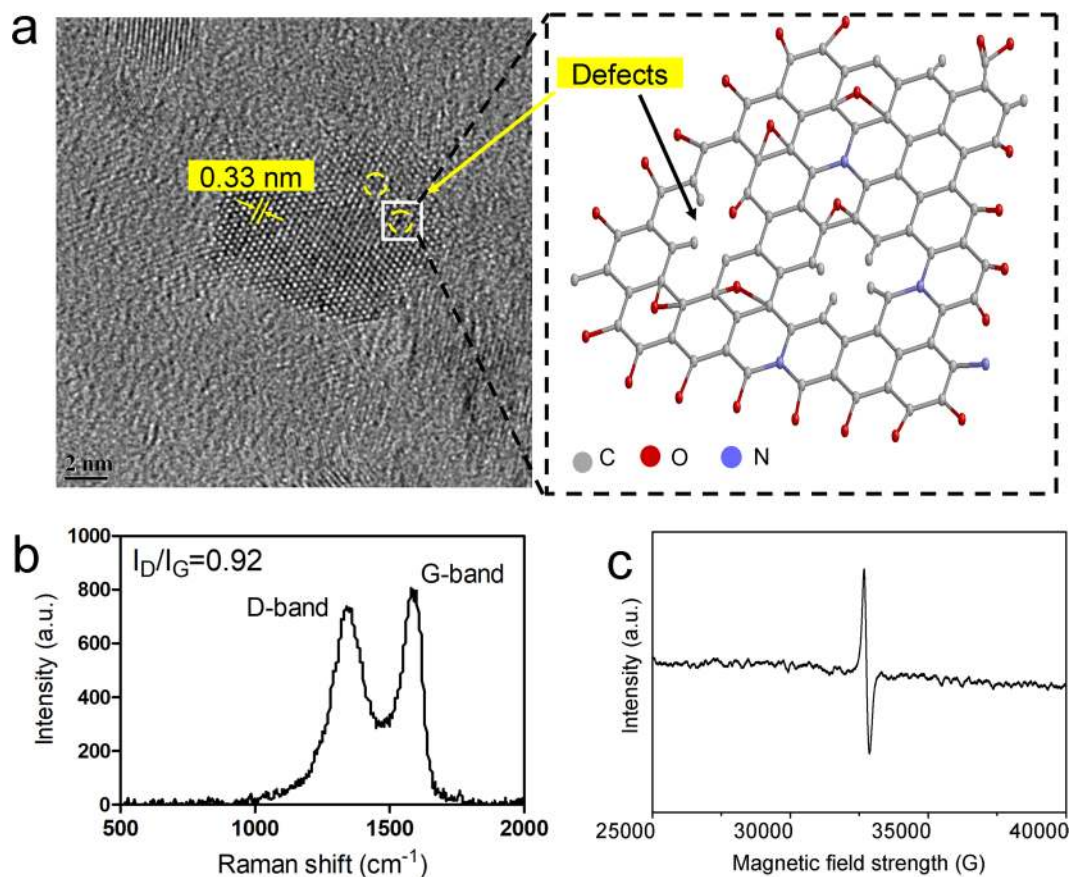 a
Defects
0.33 nm
2 nm
C
O
N
b
I_D/I_G=0.92
D-band
G-band
1000
800
600
400
200
0
500
1000
1500
2000
Intensity (a.u.)
Raman shift (cm⁻¹)
c
Intensity (a.u.)
25000
30000
35000
40000
Magnetic field strength (G)